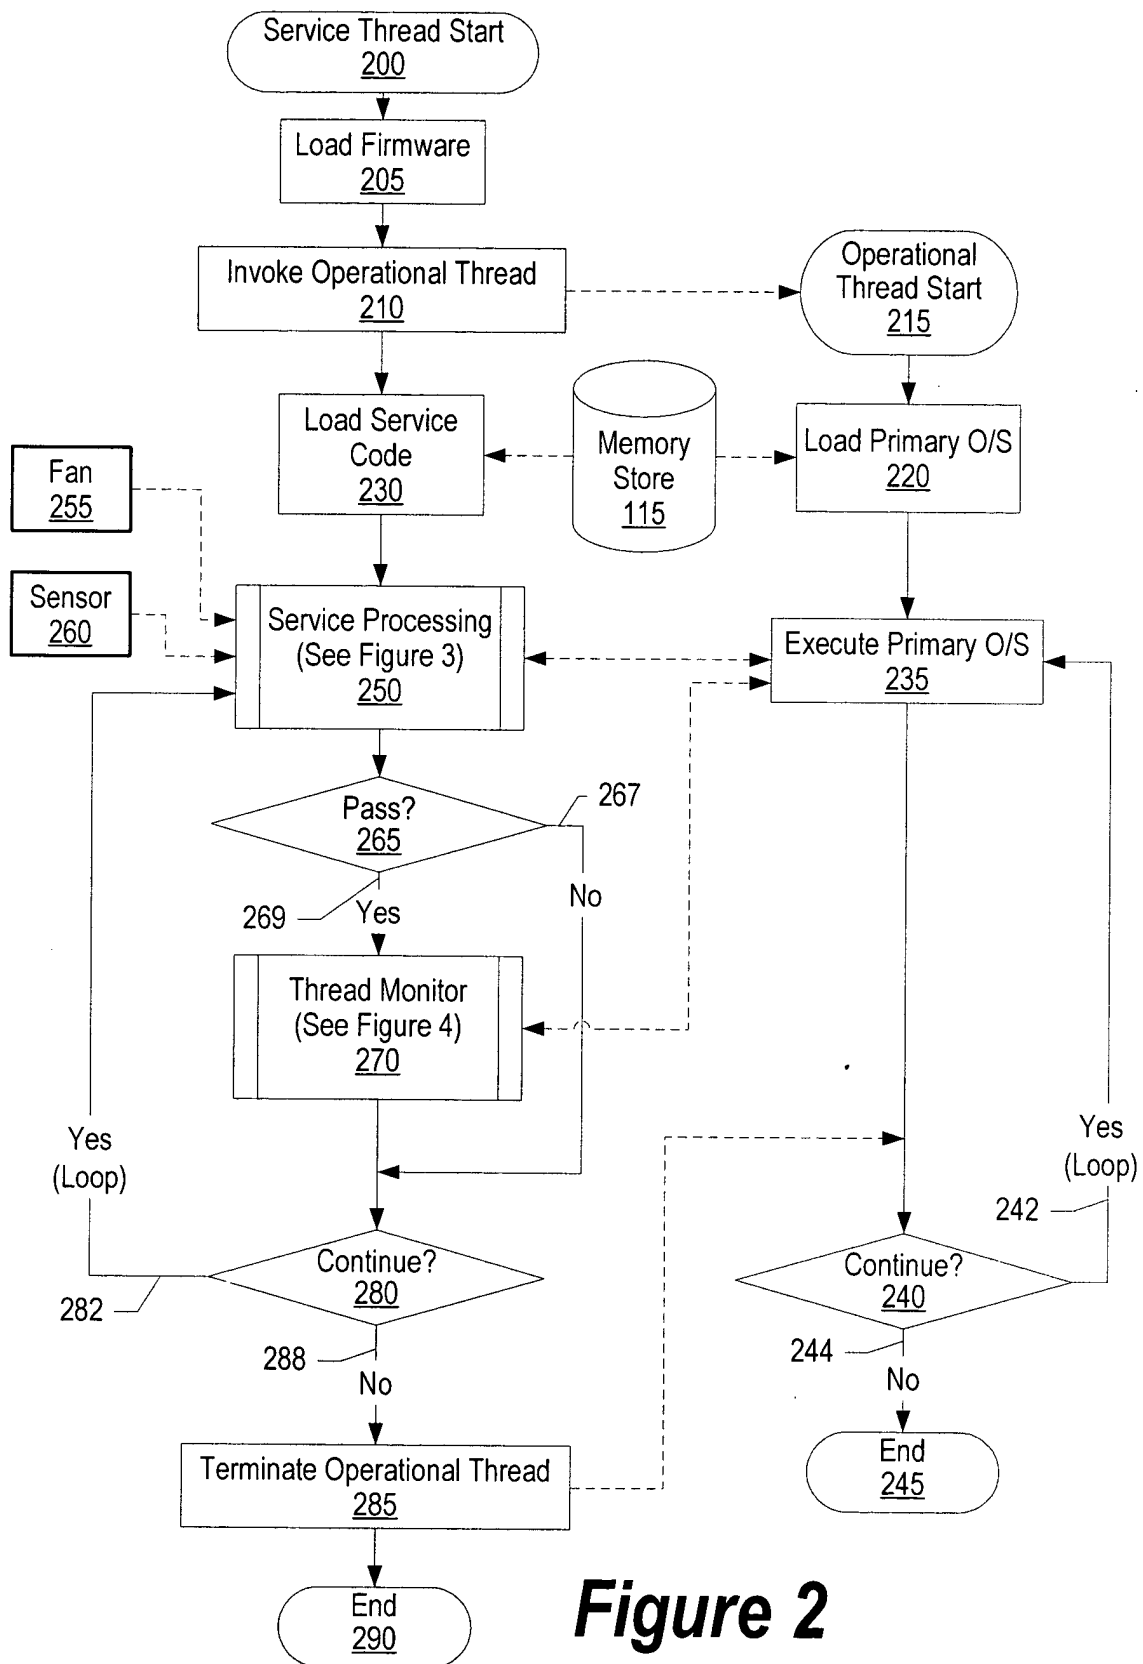 Service Thread Start
200
Load Firmware
205
Invoke Operational Thread
210
Operational
Thread Start
215
Load Service
Code
230
Memory
Store
115
Load Primary O/S
220
Fan
255
Sensor
260
Service Processing
(See Figure 3)
250
Execute Primary O/S
235
Pass?
265
267
No
269
Yes
Thread Monitor
(See Figure 4)
270
Yes
(Loop)
Yes
(Loop)
242
Continue?
280
282
Continue?
240
288
No
244
No
Terminate Operational Thread
285
End
245
End
290
Figure 2